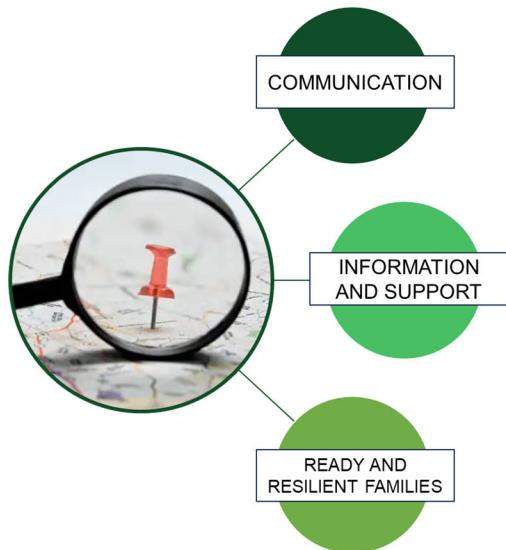 COMMUNICATION
INFORMATION
AND SUPPORT
READY AND
RESILIENT FAMILIES